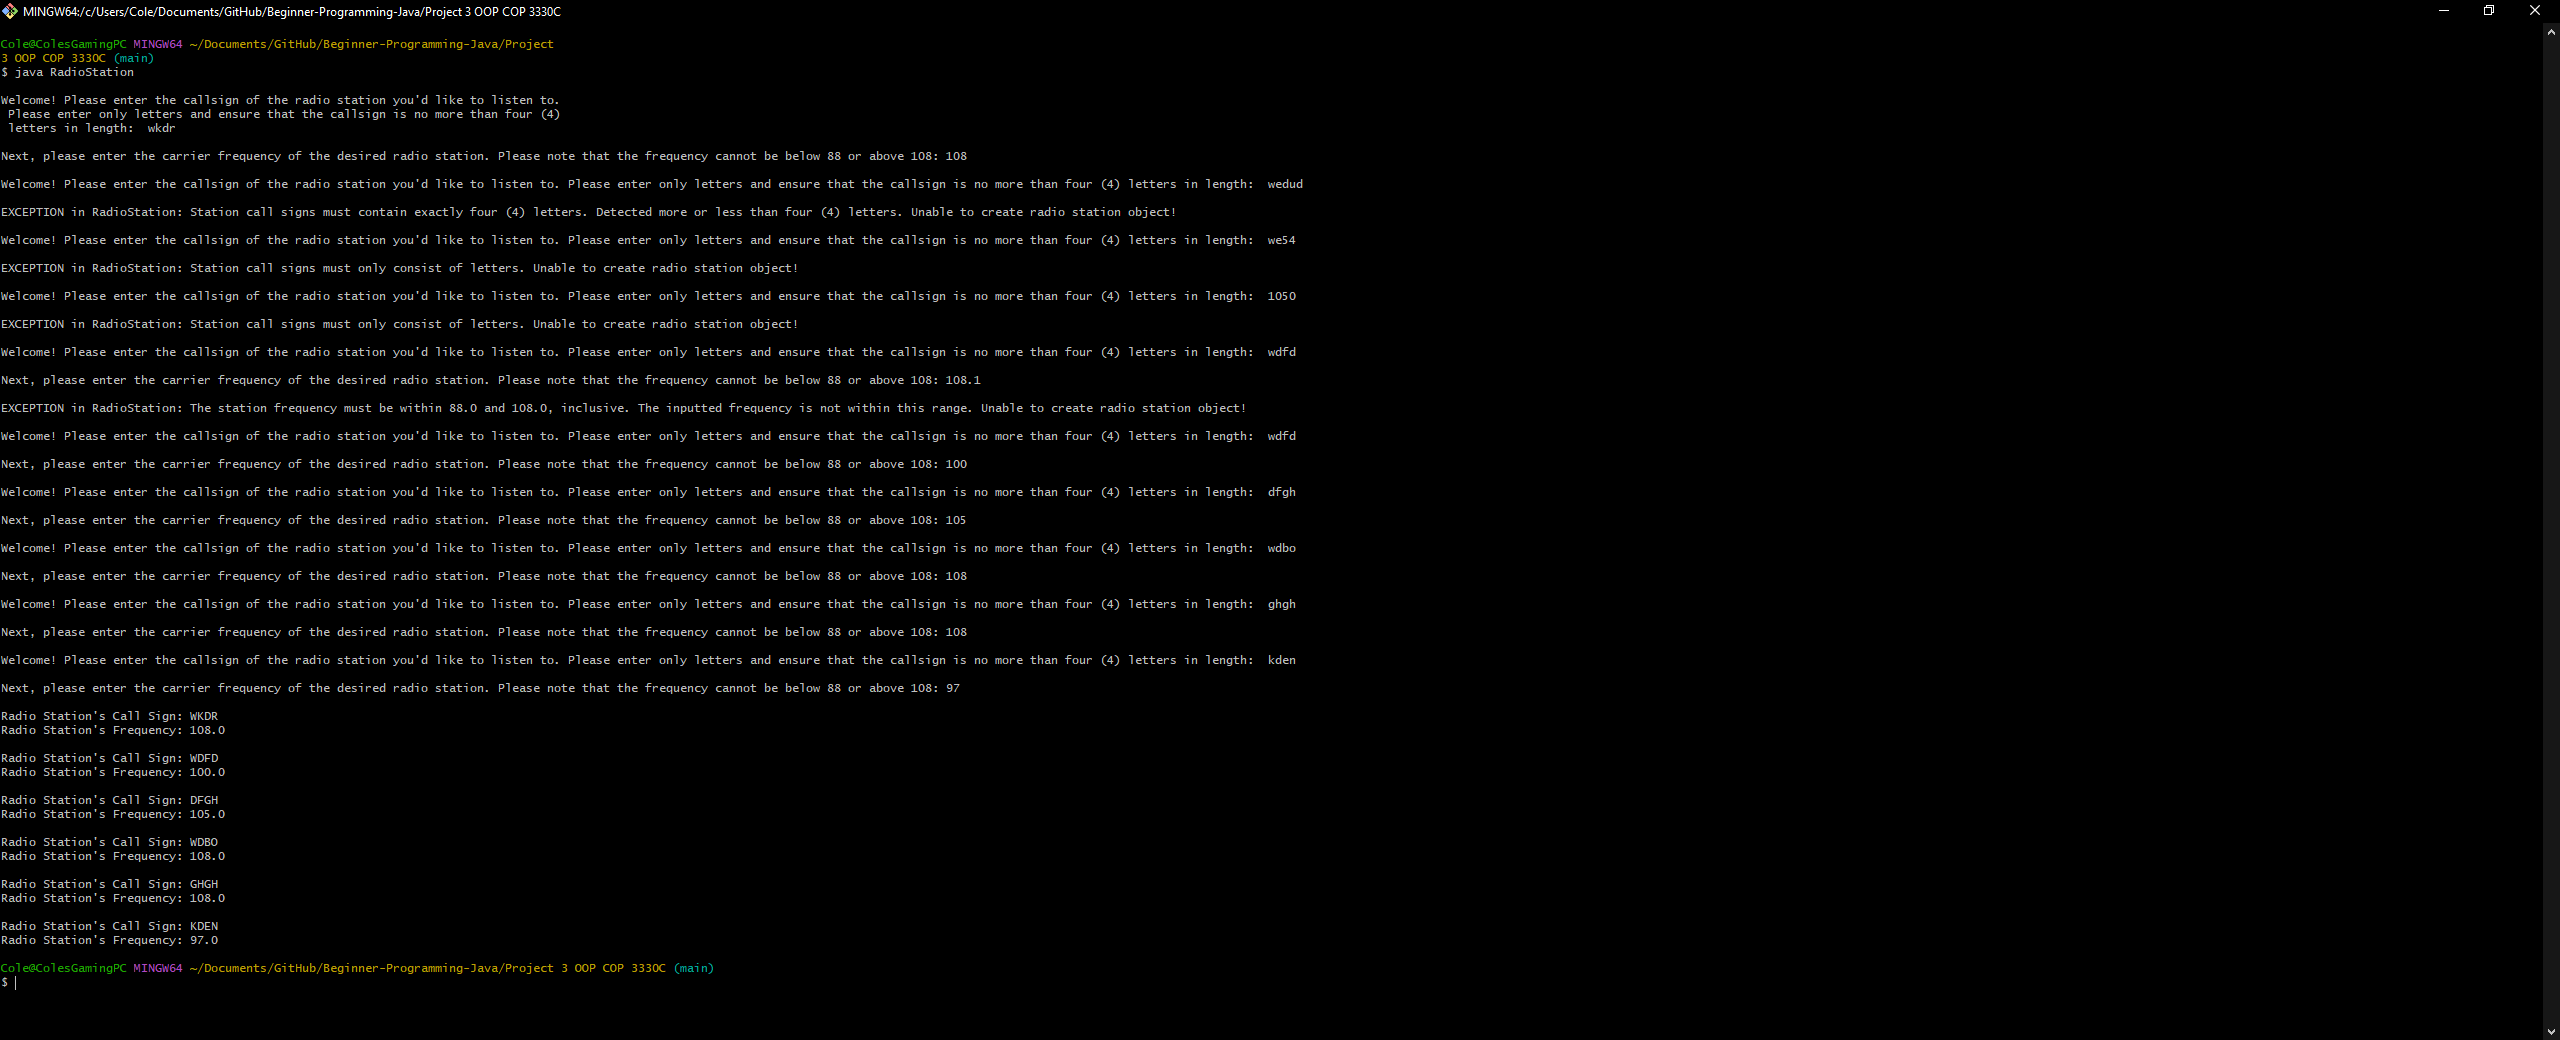 MINGW64:/c/Users/Cole/Documents/GitHub/Beginner-Programming-Java/Project 3 OOP COP 3330C
Cole@ColesGamingPC MINGW64 ~/Documents/GitHub/Beginner-Programming-Java/Project
3 OOP COP 3330C (main)
$ java RadioStation
Welcome! Please enter the callsign of the radio station you'd like to listen to.
Please enter only letters and ensure that the callsign is no more than four (4)
letters in length:  wkdr
Next, please enter the carrier frequency of the desired radio station. Please note that the frequency cannot be below 88 or above 108: 108
Welcome! Please enter the callsign of the radio station you'd like to listen to. Please enter only letters and ensure that the callsign is no more than four (4) letters in length:  wedud
EXCEPTION in RadioStation: Station call signs must contain exactly four (4) letters. Detected more or less than four (4) letters. Unable to create radio station object!
Welcome! Please enter the callsign of the radio station you'd like to listen to. Please enter only letters and ensure that the callsign is no more than four (4) letters in length:  we54
EXCEPTION in RadioStation: Station call signs must only consist of letters. Unable to create radio station object!
Welcome! Please enter the callsign of the radio station you'd like to listen to. Please enter only letters and ensure that the callsign is no more than four (4) letters in length:  1050
EXCEPTION in RadioStation: Station call signs must only consist of letters. Unable to create radio station object!
Welcome! Please enter the callsign of the radio station you'd like to listen to. Please enter only letters and ensure that the callsign is no more than four (4) letters in length:  wdfd
Next, please enter the carrier frequency of the desired radio station. Please note that the frequency cannot be below 88 or above 108: 108.1
EXCEPTION in RadioStation: The station frequency must be within 88.0 and 108.0, inclusive. The inputted frequency is not within this range. Unable to create radio station object!
Welcome! Please enter the callsign of the radio station you'd like to listen to. Please enter only letters and ensure that the callsign is no more than four (4) letters in length:  wdfd
Next, please enter the carrier frequency of the desired radio station. Please note that the frequency cannot be below 88 or above 108: 100
Welcome! Please enter the callsign of the radio station you'd like to listen to. Please enter only letters and ensure that the callsign is no more than four (4) letters in length:  dfgh
Next, please enter the carrier frequency of the desired radio station. Please note that the frequency cannot be below 88 or above 108: 105
Welcome! Please enter the callsign of the radio station you'd like to listen to. Please enter only letters and ensure that the callsign is no more than four (4) letters in length:  wdbo
Next, please enter the carrier frequency of the desired radio station. Please note that the frequency cannot be below 88 or above 108: 108
Welcome! Please enter the callsign of the radio station you'd like to listen to. Please enter only letters and ensure that the callsign is no more than four (4) letters in length:  ghgh
Next, please enter the carrier frequency of the desired radio station. Please note that the frequency cannot be below 88 or above 108: 108
Welcome! Please enter the callsign of the radio station you'd like to listen to. Please enter only letters and ensure that the callsign is no more than four (4) letters in length:  kden
Next, please enter the carrier frequency of the desired radio station. Please note that the frequency cannot be below 88 or above 108: 97
Radio Station's Call Sign: WKDR
Radio Station's Frequency: 108.0
Radio Station's Call Sign: WDFD
Radio Station's Frequency: 100.0
Radio Station's Call Sign: DFGH
Radio Station's Frequency: 105.0
Radio Station's Call Sign: WDBO
Radio Station's Frequency: 108.0
Radio Station's Call Sign: GHGH
Radio Station's Frequency: 108.0
Radio Station's Call Sign: KDEN
Radio Station's Frequency: 97.0
Cole@ColesGamingPC MINGW64 ~/Documents/GitHub/Beginner-Programming-Java/Project 3 OOP COP 3330C (main)
$